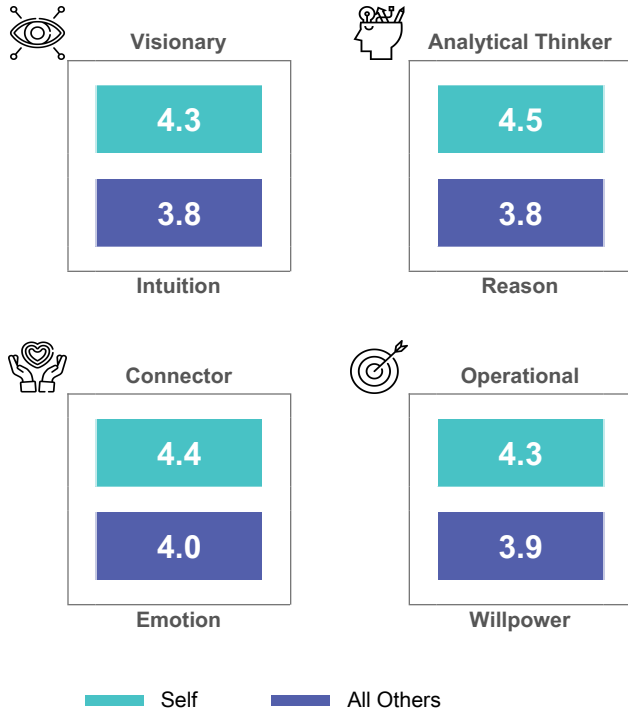 Visionary
4.3
3.8
Intuition
Analytical Thinker
4.5
3.8
Reason
Connector
4.4
4.0
Emotion
Operational
4.3
3.9
Willpower
Self
All Others